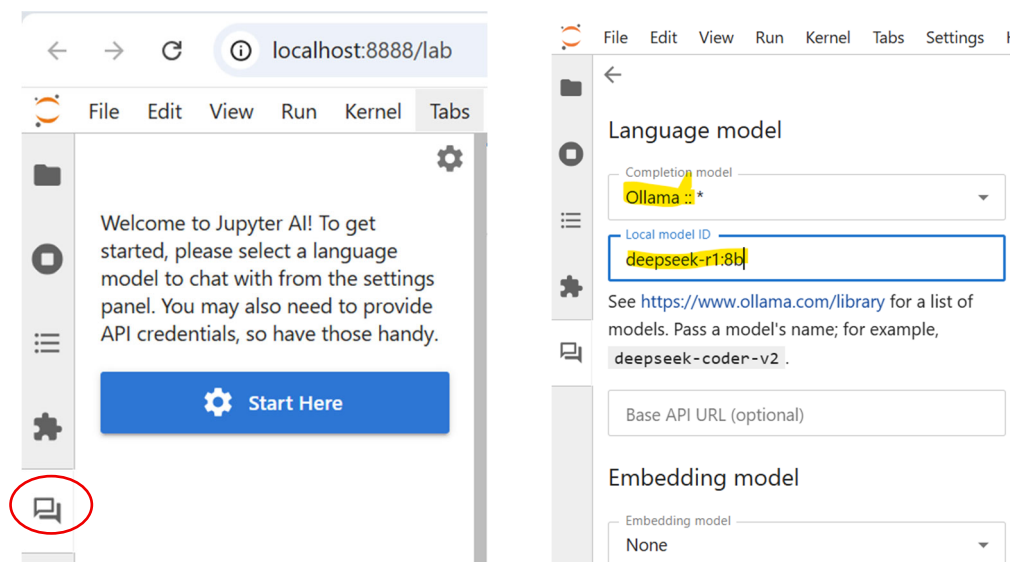 localhost:8888/lab
File Edit View Run Kernel Tabs
Welcome to Jupyter AI! To get
started, please select a language
model to chat with from the settings
panel. You may also need to provide
API credentials, so have those handy.
Start Here
File Edit View Run Kernel Tabs Settings
Language model
Completion model
Ollama :: *
Local model ID
deepseek-r1:8b
See https://www.ollama.com/library for a list of
models. Pass a model's name; for example,
deepseek-coder-v2 .
Base API URL (optional)
Embedding model
Embedding model
None